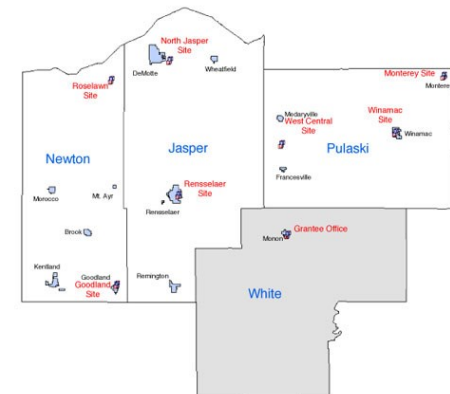 North Jasper
Site
DeMotte
Wheatfield
Roselawn
Site
Monterey Site
Monterey
Medaryville
West Central
Site
Winamac
Site
Winamac
Newton
Jasper
Pulaski
Francesville
Mt. Ayr
Morocco
Rensselaer
Site
Rensselaer
Brook
Grantee Office
Monon
Kentland
Goodland
Goodland
Site
Remington
White